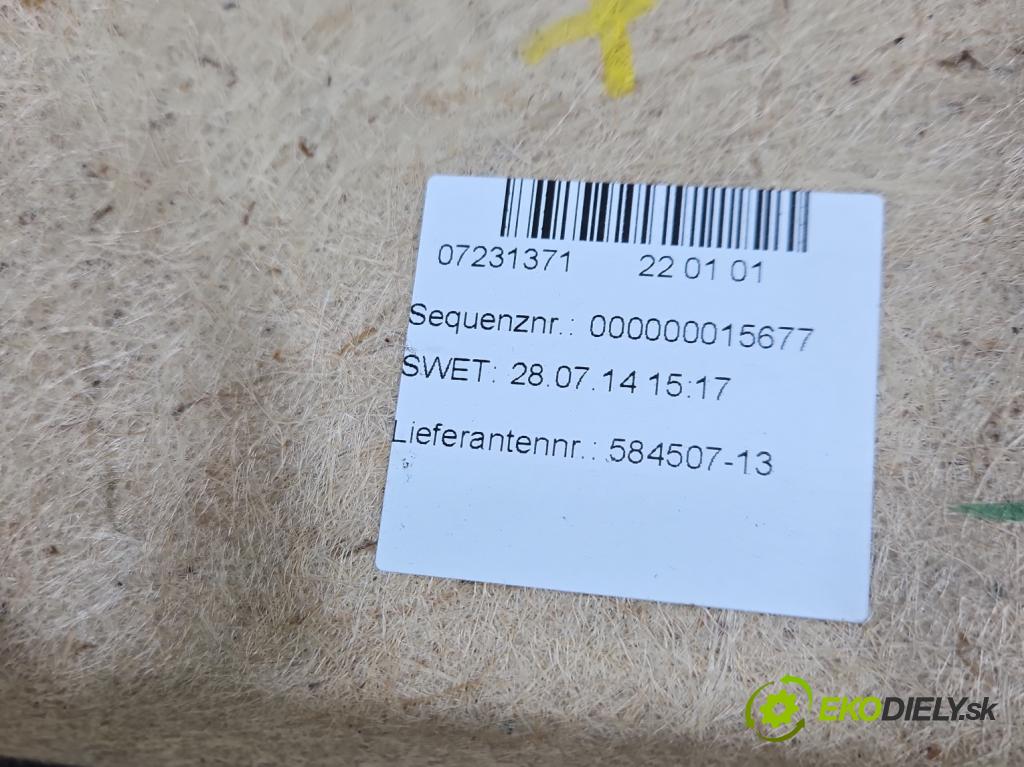 07231371 22 01 01
Sequenznr.: 000000015677
SWET: 28.07.14 15:17
Lieferantennr.: 584507-13
EKODIELY.sk